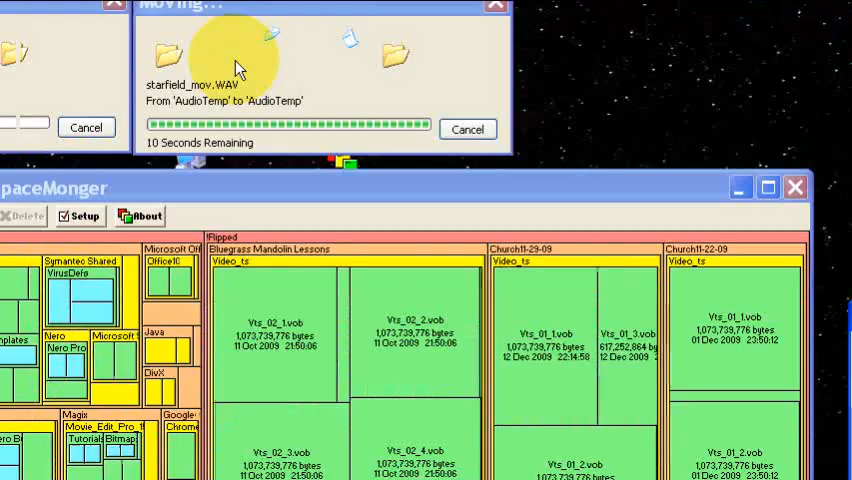 Moving...
starfield_mov.WAV
From 'AudioTemp' to 'AudioTemp'
Cancel
Cancel
10 Seconds Remaining
paceMonger
Delete
Setup
About
!Flipped
Microsoft Off
Bluegrass Mandolin Lessons
Church11-29-09
Church11-22-09
Symantec Shared
Office10
Video_ts
Video_ts
Video_ts
VirusDefs
Vts_02_1.vob
1,073,739,776 bytes
11 Oct 2009 21:50:06
Vts_02_2.vob
1,073,739,776 bytes
11 Oct 2009 21:50:06
Vts_01_1.vob
1,073,739,776 bytes
12 Dec 2009 22:14:58
Vts_01_3.vob
617,252,864 by
12 Dec 2009 22:3
Vts_01_1.vob
1,073,739,776 bytes
01 Dec 2009 23:50:12
Java
Nero
Microsoft S
mplates
Nero Pro
DivX
Magix
Google
Movie_Edit_Pro_1
Chrome
Nero B
Tutorials
Bitmap
Vts_02_3.vob
1,073,739,776 bytes
11 Oct 2009 21:50:06
Vts_02_4.vob
1,073,739,776 bytes
11 Oct 2009 21:50:06
Vts_01_2.vob
1,073,739,776 bytes
Vts_01_2.vob
1,073,739,776 bytes
01 Dec 2009 23:50:12